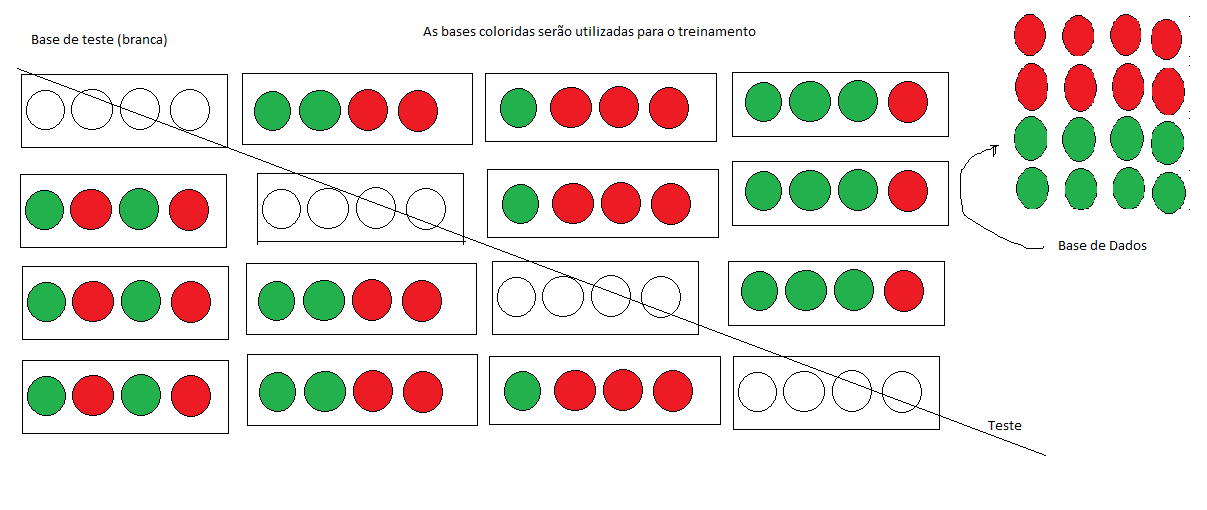 Base de teste (branca)
As bases coloridas serão utilizadas para o treinamento
Base de Dados
Teste